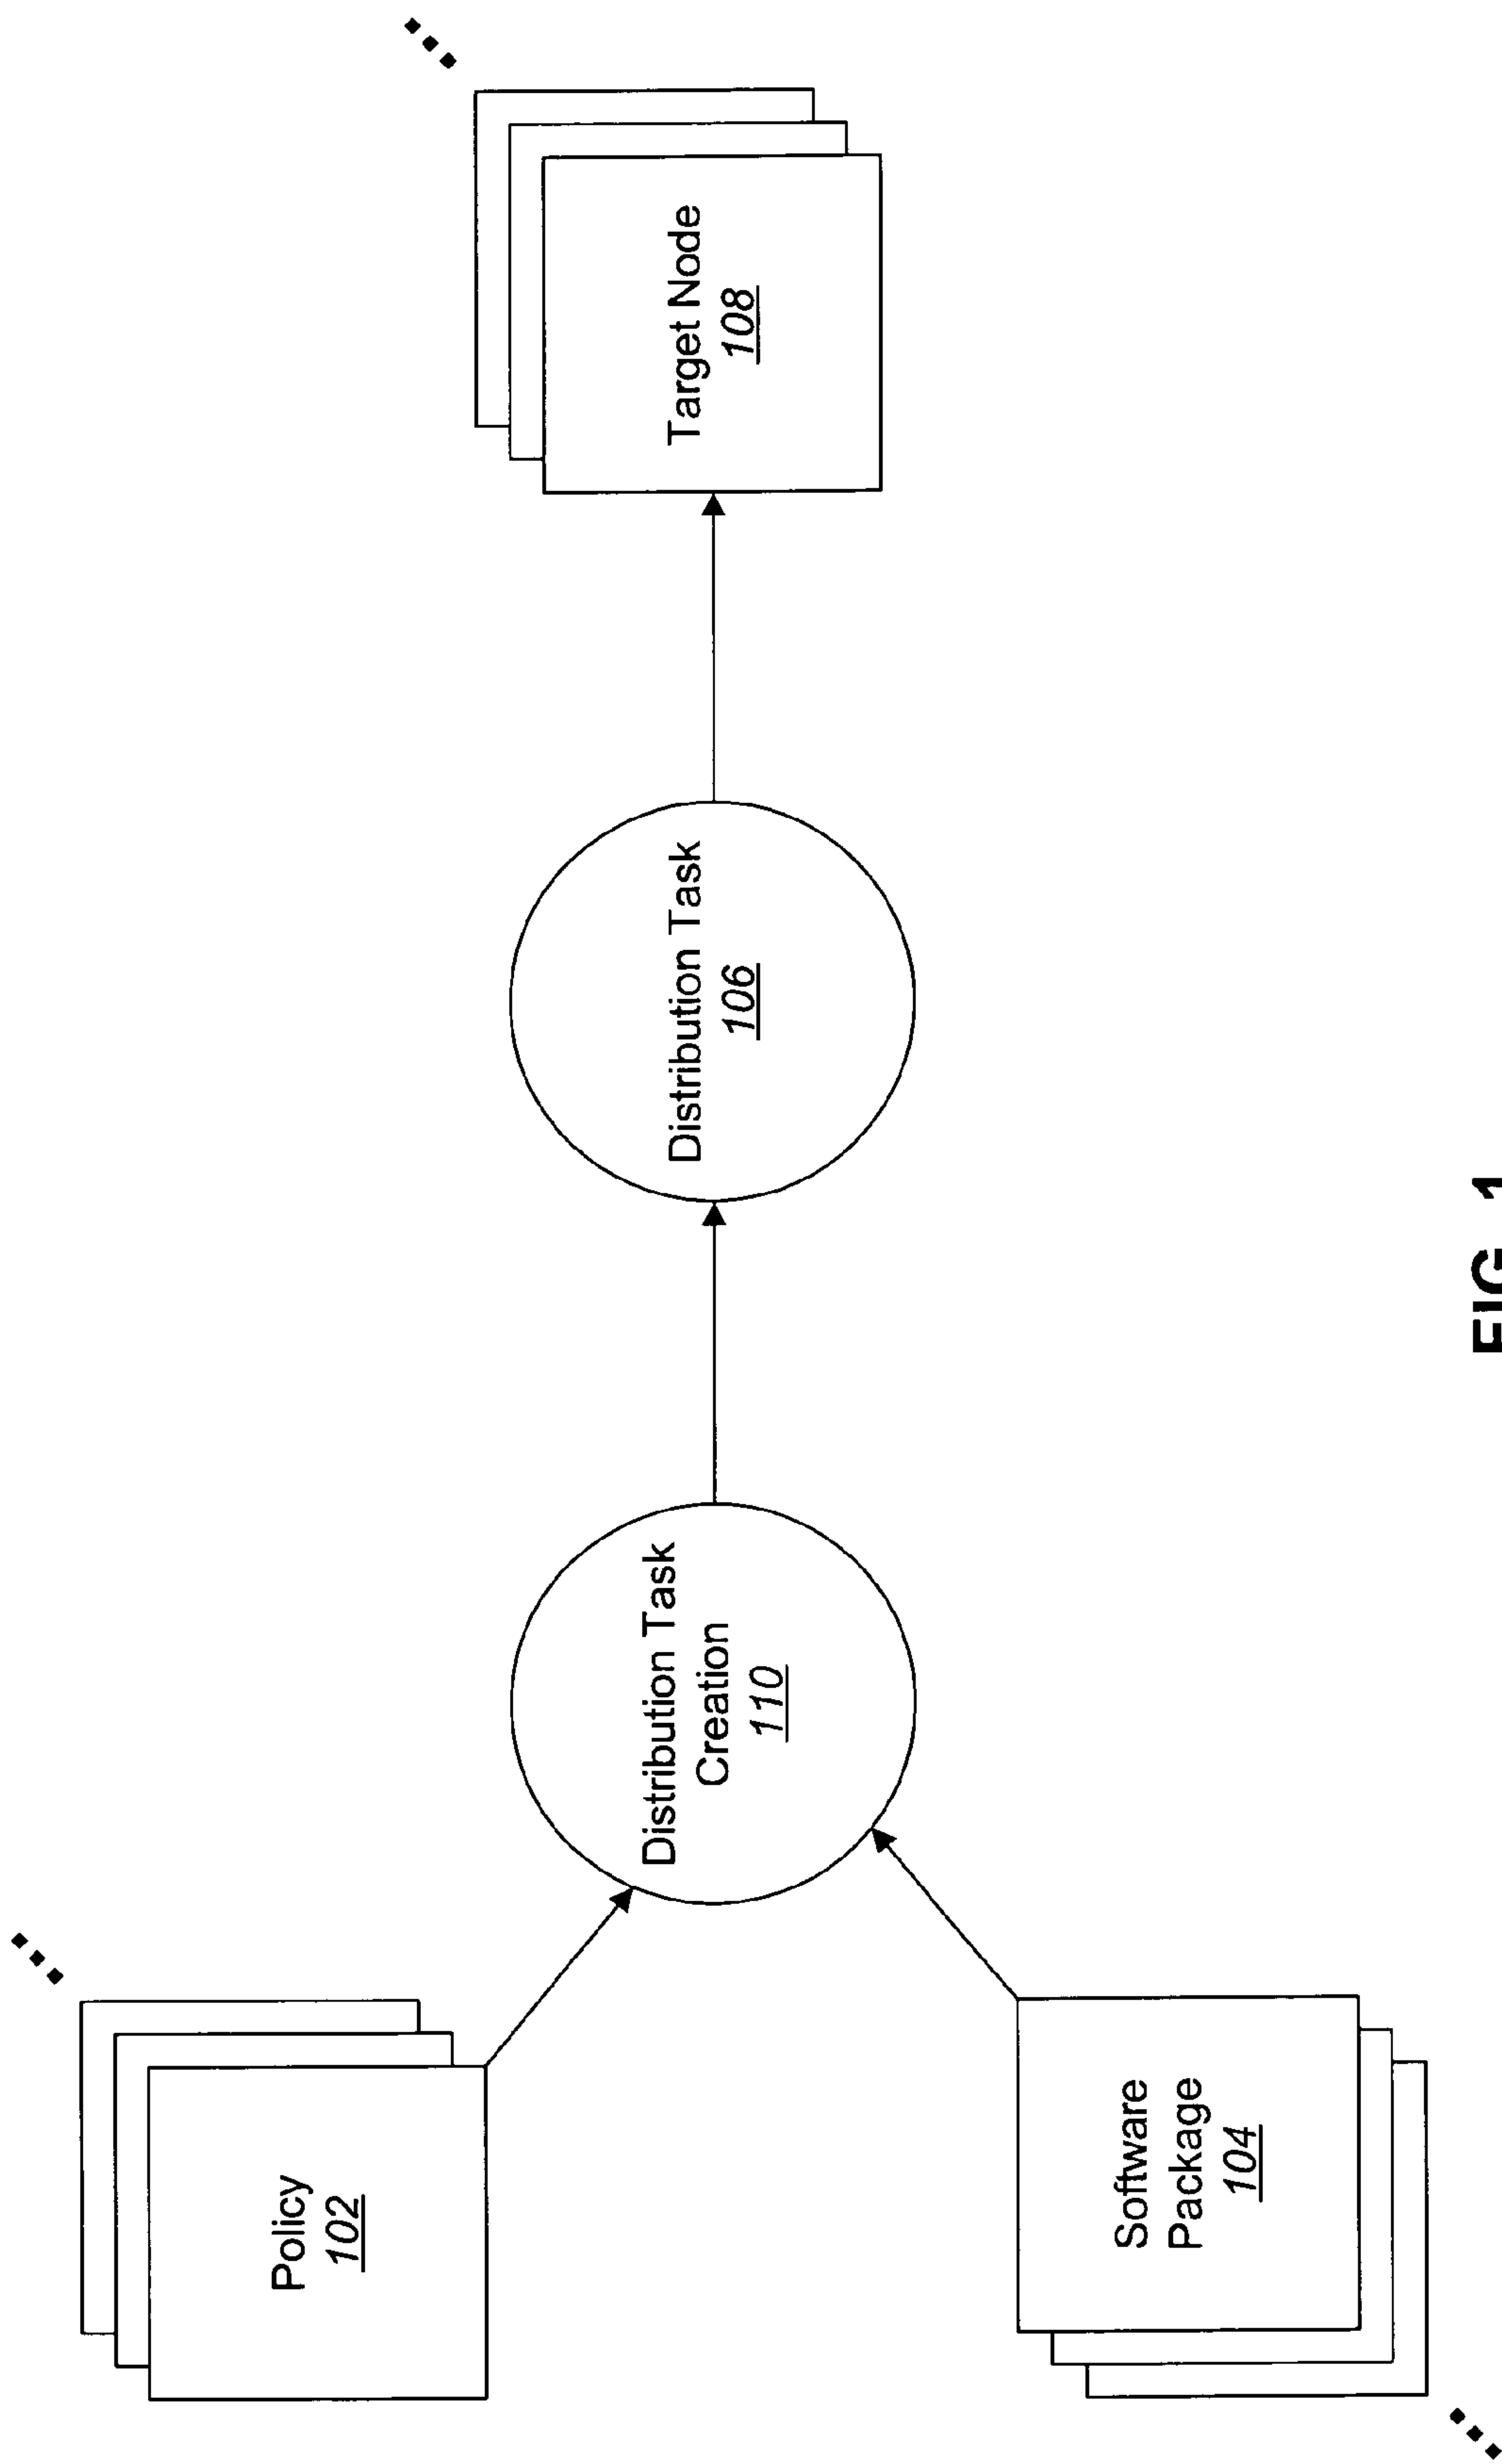 Policy
102
Software
Package
104
Distribution Task
Creation
110
Distribution Task
106
Target Node
108
FIG. 1